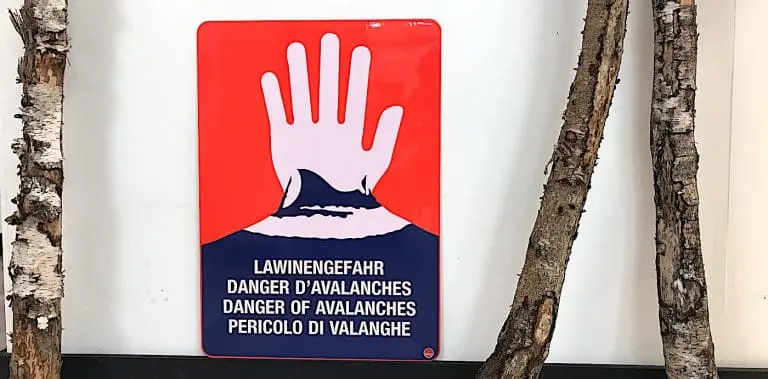 LAWINENGEFAHR
DANGER D'AVALANCHES
DANGER OF AVALANCHES
PERICOLO DI VALANGHE